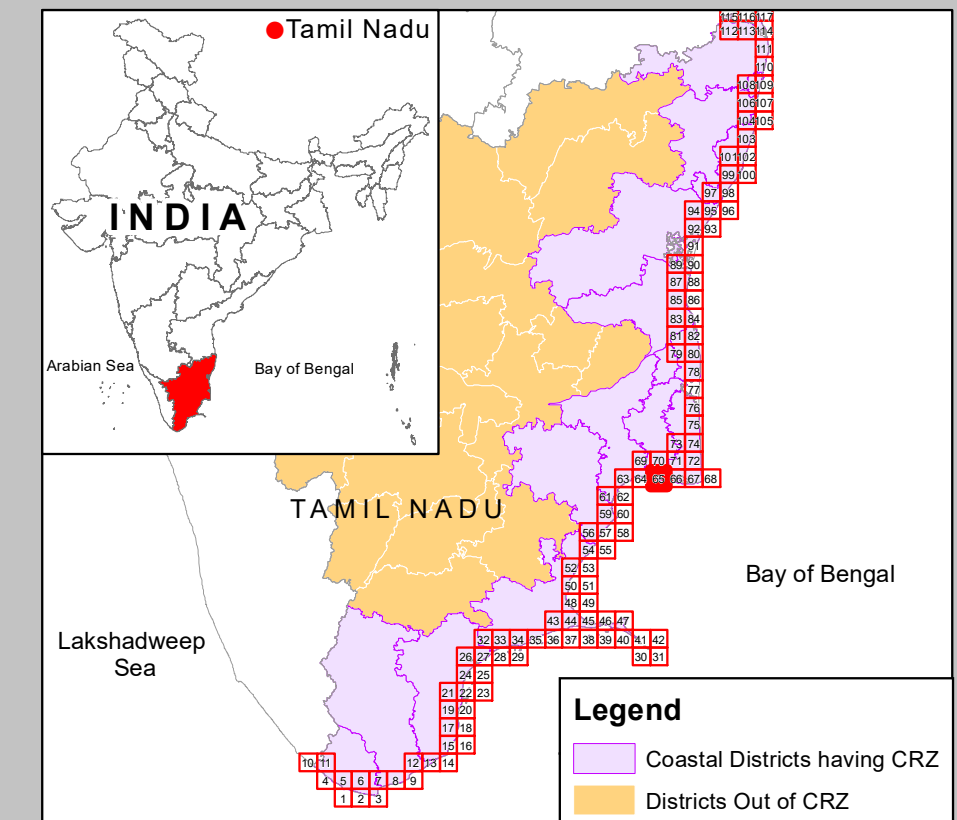 Tamil Nadu
INDIA
Arabian Sea
Bay of Bengal
115 116 117
112 113 114
111
110
108 109
106 107
104 105
103
101 102
99 100
97 98
94 95 96
92 93
91
89 90
87 88
85 86
83 84
81 82
79 80
78
77
76
75
73 74
69 70 71 72
63 64 65 66 67 68
61 62
TAMIL NADU
59 60
56 57 58
54 55
52 53
Bay of Bengal
50 51
48 49
43 44 45 46 47
32 33 34 35 36 37 38 39 40 41 42
Lakshadweep
Sea
26 27 28 29 30 31
24 25
21 22 23
19 20
17 18
15 16
10 11 12 13 14
4 5 6 7 8 9
1 2 3
Legend
Coastal Districts having CRZ
Districts Out of CRZ